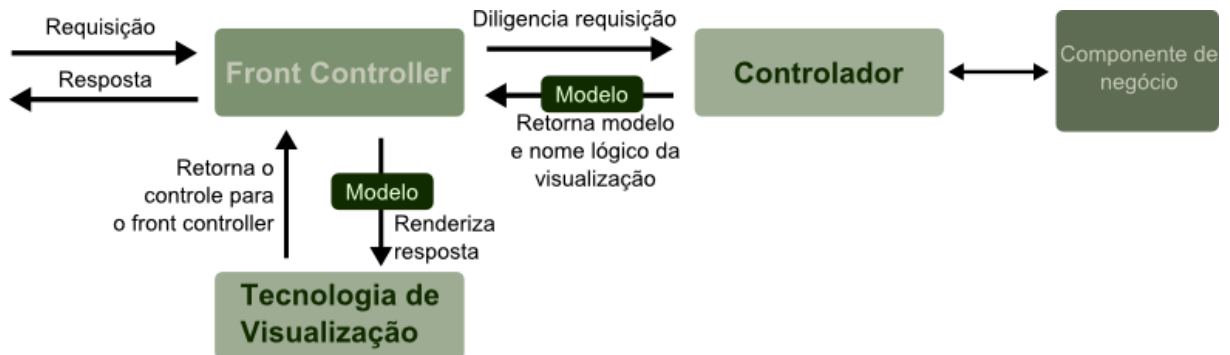 Requisição
Resposta
Front Controller
Diligencia requisição
Modelo
Retorna modelo
e nome lógico da
visualização
Controlador
Componente de
negócio
Retorna o
controle para
o front controller
Modelo
Renderiza
resposta
Tecnologia de
Visualização